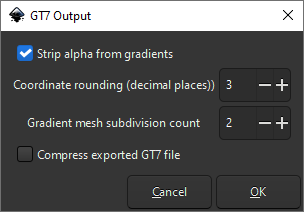 GT7 Output
Strip alpha from gradients
Coordinate rounding (decimal places)) 3
Gradient mesh subdivision count 2
Compress exported GT7 file
Cancel OK